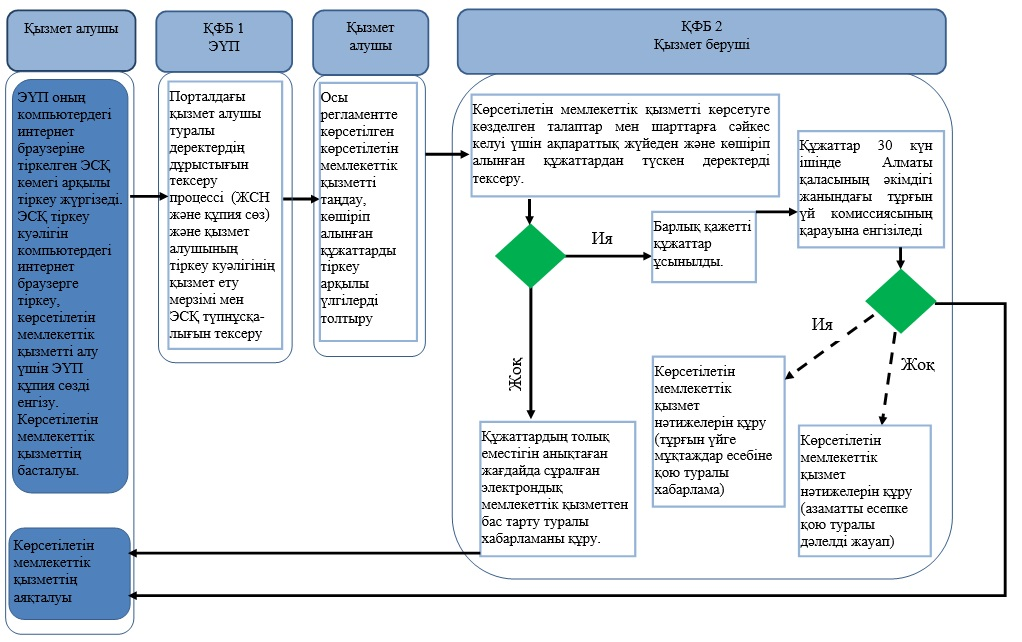 Қызмет алушы
ҚФБ 1
ЭҮП
Қызмет
алушы
ҚФБ 2
Қызмет беруші
ЭҮП оның
компьютердегі
интернет
браузеріне
тіркелген ЭСҚ
көмегі арқылы
тіркеу жүргізеді.
ЭСҚ тіркеу
куәлігін
компьютердегі
интернет
браузерге
тіркеу,
көрсетілетін
мемлекеттік
қызметті алу
үшін ЭҮП
құпия сөзді
енгізу.
Көрсетілетін
мемлекеттік
қызметтің
басталуы.
Порталдағы
қызмет алушы
туралы
деректердің
дұрыстығын
тексеру
процессі (ЖСН
және құпия сөз)
және қызмет
алушының
тіркеу куәлігінің
қызмет ету
мерзімі мен
ЭСҚ түпнұсқа-
лығын тексеру
Осы
регламентте
көрсетілген
көрсетілетін
мемлекеттік
қызметті
таңдау,
көшіріп
алынған
құжаттарды
тіркеу
арқылы
үлгілерді
толтыру
Көрсетілетін мемлекеттік қызметті көрсетуге
көзделген талаптар мен шарттарға сәйкес
келуі үшін ақпараттық жүйеден және көшіріп
алынған құжаттардан түскен деректерді
тексеру.
Ия
Барлық қажетті
құжаттар
ұсынылды.
Құжаттар 30 күн
ішінде Алматы
қаласының әкімдігі
жанындағы тұрғын
үй комиссиясының
қарауына енгізіледі
Жоқ
Құжаттардың толық
еместігін анықтаған
жағдайда сұралған
электрондық
мемлекеттік қызметтен
бас тарту туралы
хабарламаны құру.
Ия
Көрсетілетін
мемлекеттік
қызмет
нәтижелерін құру
(тұрғын үйге
мұқтаждар есебіне
қою туралы
хабарлама)
Жоқ
Көрсетілетін
мемлекеттік
қызмет
нәтижелерін құру
(азаматты есепке
қою туралы
дәлелді жауап)
Көрсетілетін
мемлекеттік
қызметтің
аяқталуы